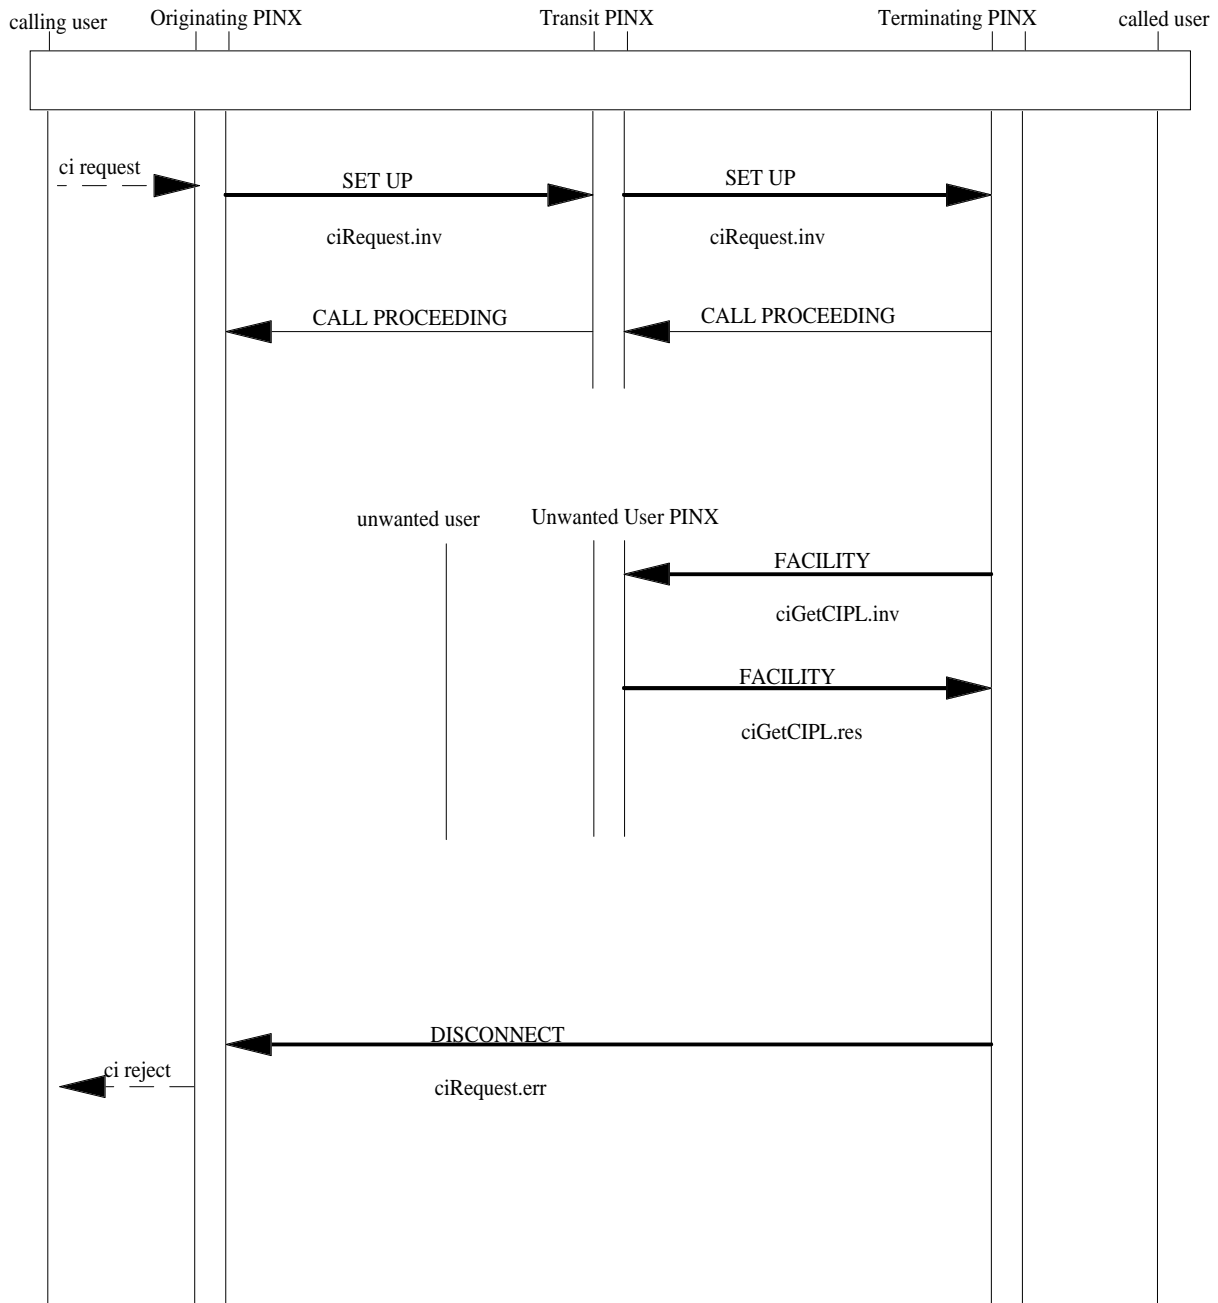 calling user
Originating PINX
Transit PINX
Terminating PINX
called user
ci request
SET UP
SET UP
ciRequest.inv
ciRequest.inv
CALL PROCEEDING
CALL PROCEEDING
unwanted user
Unwanted User PINX
FACILITY
ciGetCIPL.inv
FACILITY
ciGetCIPL.res
DISCONNECT
ci reject
ciRequest.err